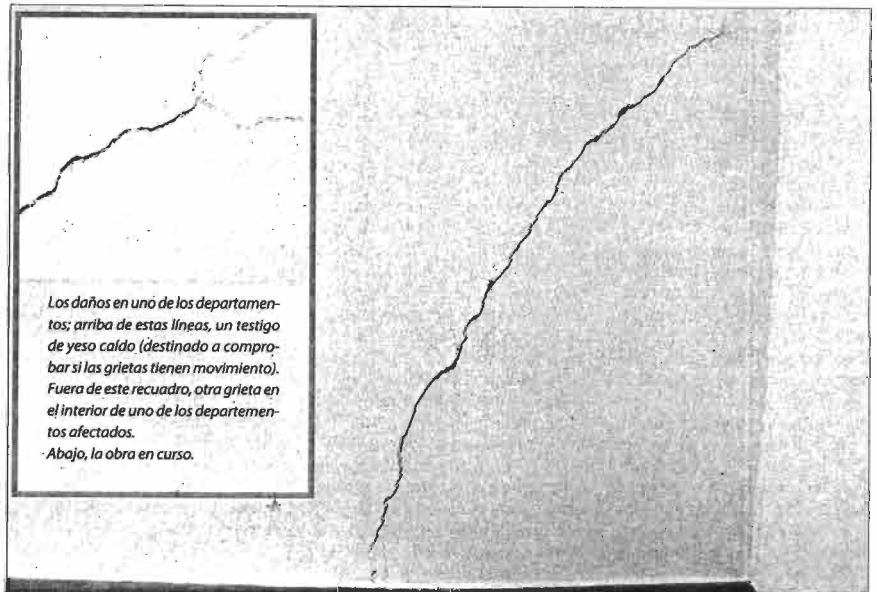 Los daños en uno de los departamen-
tos; arriba de estas líneas, un testigo
de yeso caído (destinado a compro-
bar si las grietas tienen movimiento).
Fuera de este recuadro, otra grieta en
el interior de uno de los departemen-
tos afectados.
Abajo, la obra en curso.